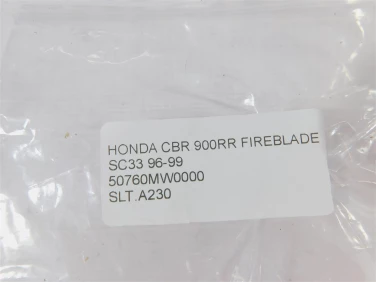 HONDA CBR 900RR FIREBLADE
SC33 96-99
50760MW0000
SLT.A230